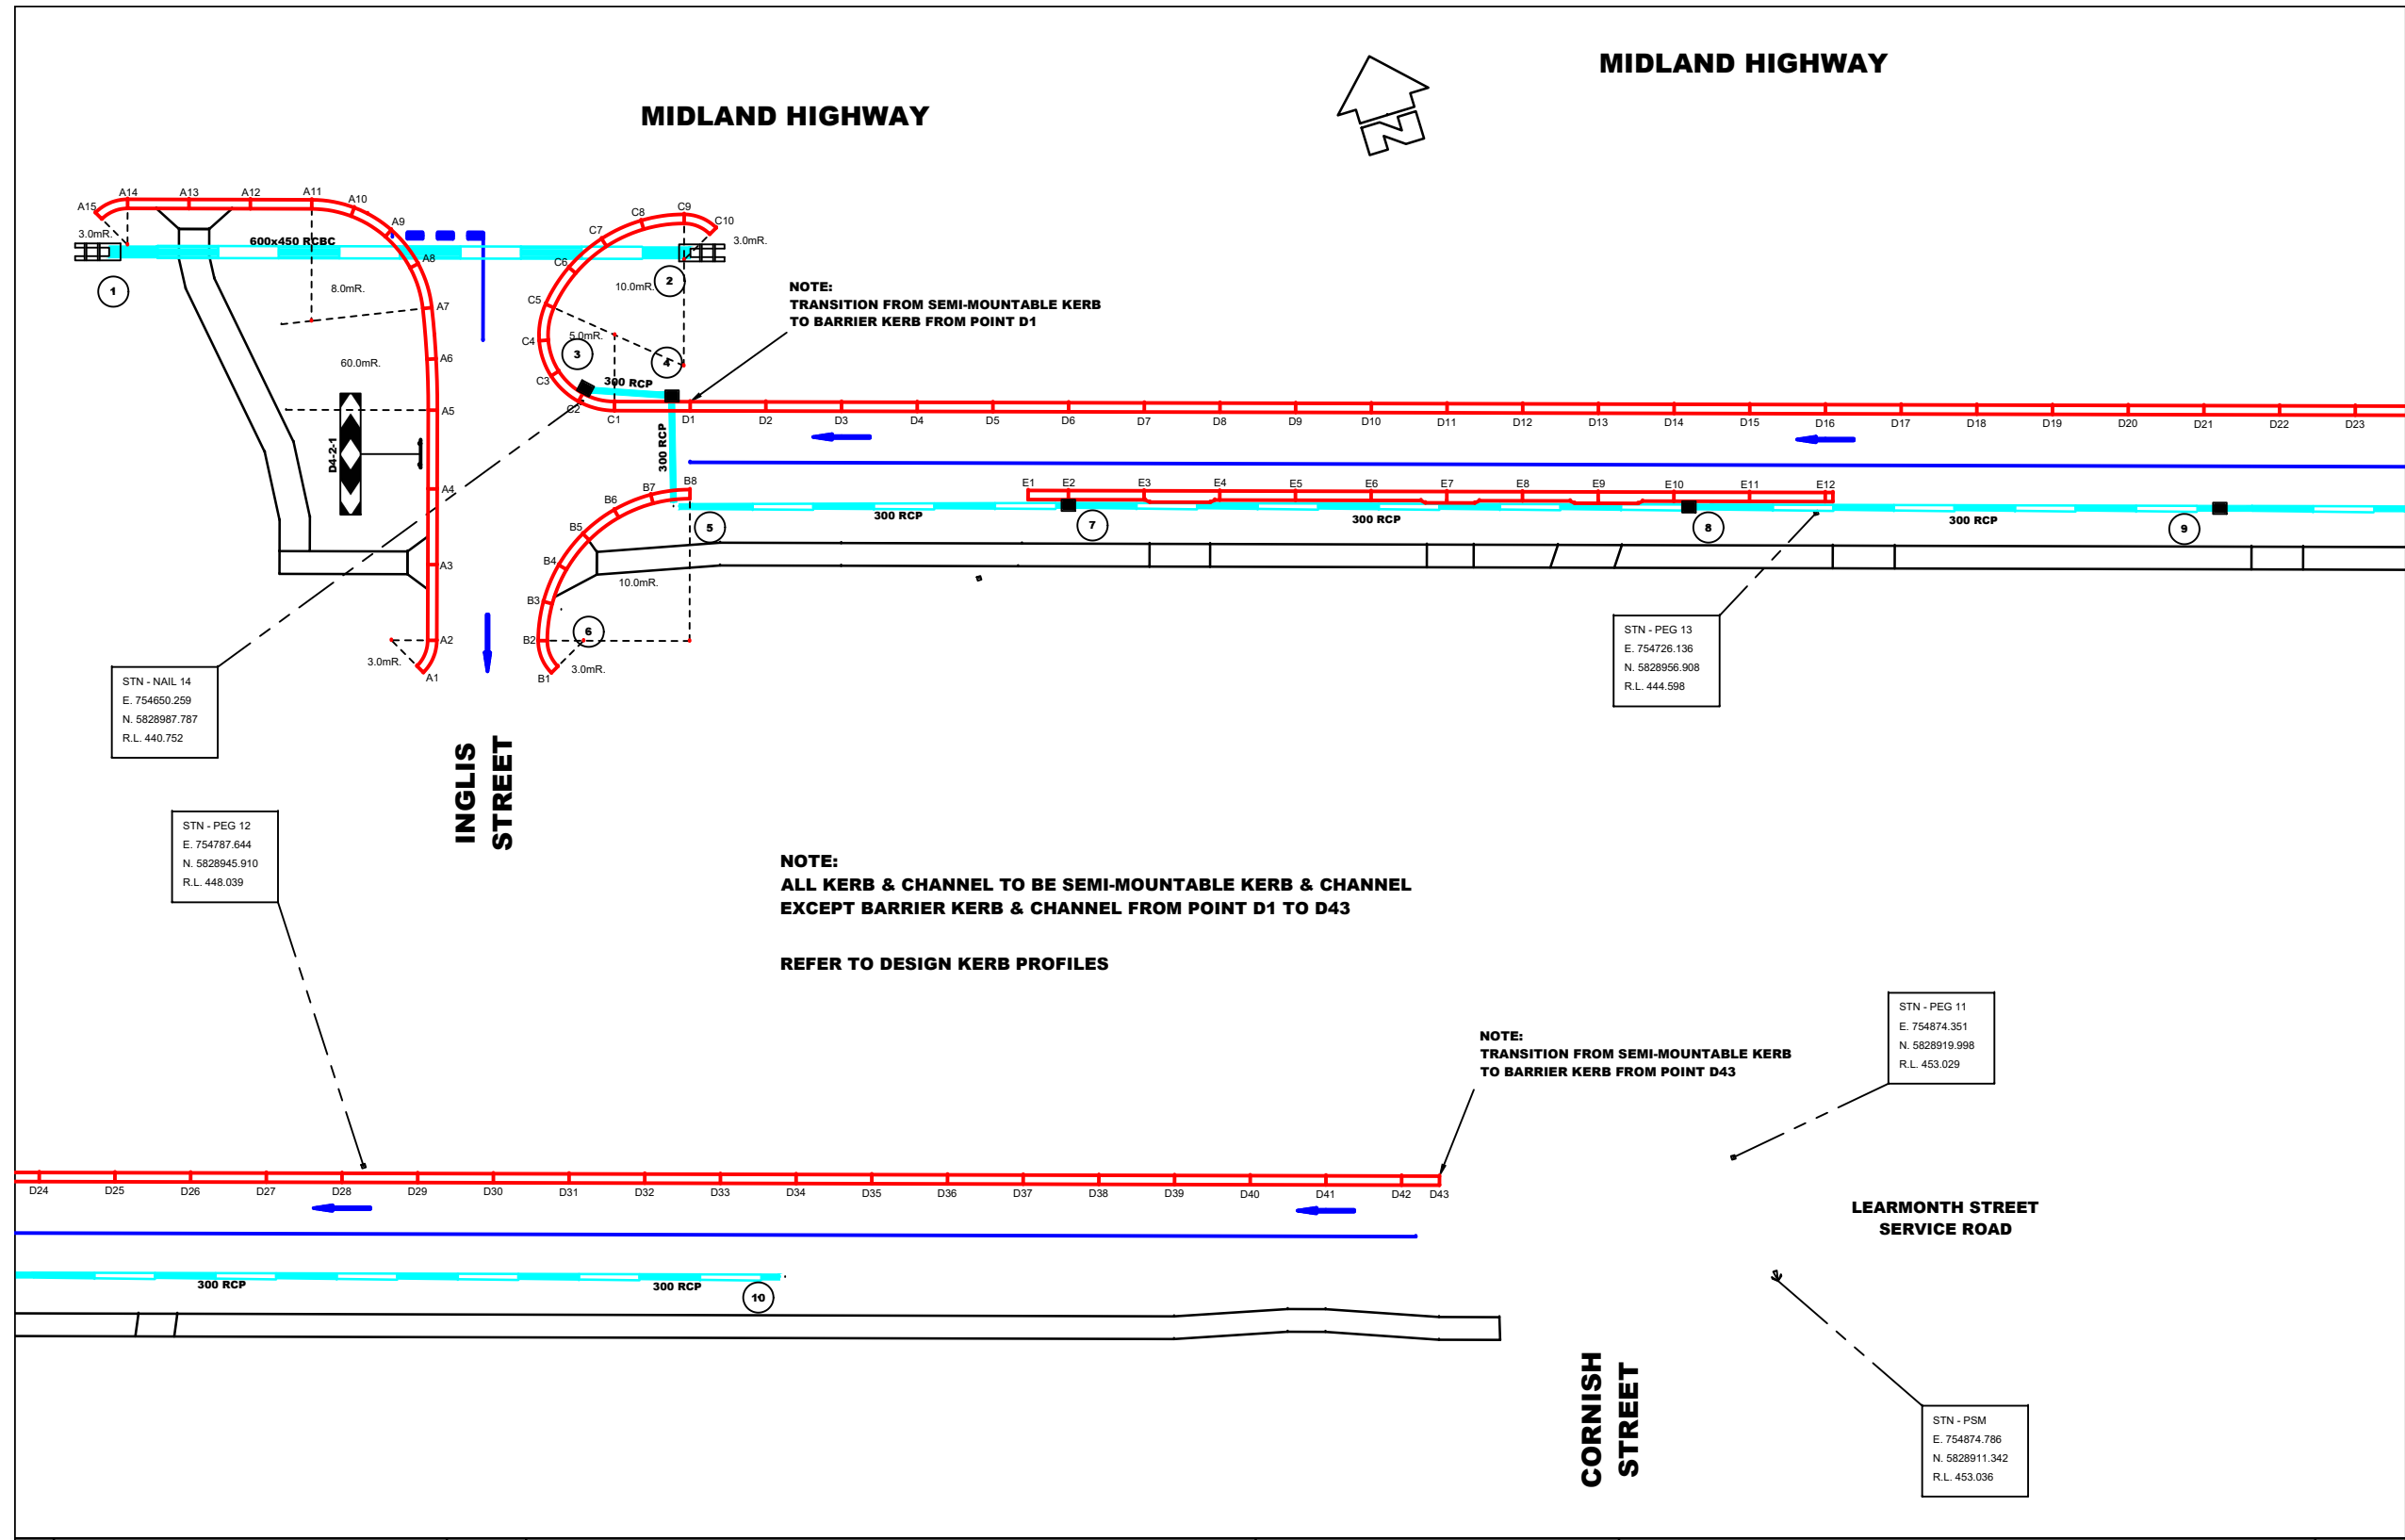 MIDLAND HIGHWAY
MIDLAND HIGHWAY
N
A15
A14
A13
A12
A11
A10
A9
A8
A7
A6
A5
A4
A3
A2
A1
3.0mR.
600x450 RCBC
8.0mR.
60.0mR.
3.0mR.
D4-2-1
1
2
3
4
5
6
7
8
9
C10
C9
C8
C7
C6
C5
C4
C3
C2
C1
3.0mR.
10.0mR.
5.0mR.
300 RCP
300 RCP
NOTE:
TRANSITION FROM SEMI-MOUNTABLE KERB
TO BARRIER KERB FROM POINT D1
D1
D2
D3
D4
D5
D6
D7
D8
D9
D10
D11
D12
D13
D14
D15
D16
D17
D18
D19
D20
D21
D22
D23
B8
B7
B6
B5
B4
B3
B2
B1
10.0mR.
3.0mR.
E1
E2
E3
E4
E5
E6
E7
E8
E9
E10
E11
E12
300 RCP
300 RCP
300 RCP
STN - NAIL 14
E. 754650.259
N. 5828987.787
R.L. 440.752
STN - PEG 13
E. 754726.136
N. 5828956.908
R.L. 444.598
INGLIS
STREET
STN - PEG 12
E. 754787.644
N. 5828945.910
R.L. 448.039
NOTE:
ALL KERB & CHANNEL TO BE SEMI-MOUNTABLE KERB & CHANNEL
EXCEPT BARRIER KERB & CHANNEL FROM POINT D1 TO D43
REFER TO DESIGN KERB PROFILES
NOTE:
TRANSITION FROM SEMI-MOUNTABLE KERB
TO BARRIER KERB FROM POINT D43
STN - PEG 11
E. 754874.351
N. 5828919.998
R.L. 453.029
D24
D25
D26
D27
D28
D29
D30
D31
D32
D33
D34
D35
D36
D37
D38
D39
D40
D41
D42
D43
LEARMONTH STREET
SERVICE ROAD
300 RCP
300 RCP
10
CORNISH
STREET
STN - PSM
E. 754874.786
N. 5828911.342
R.L. 453.036